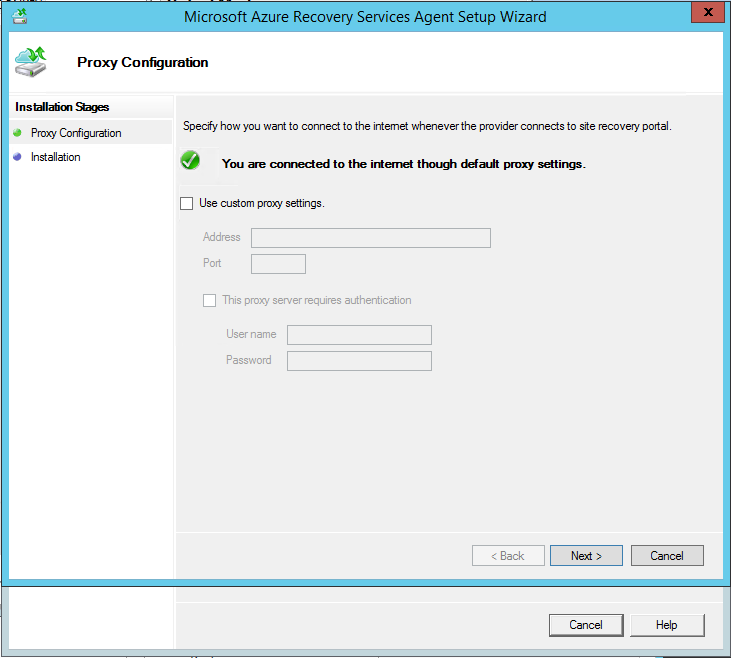 Microsoft Azure Recovery Services Agent Setup Wizard
x
Proxy Configuration
Installation Stages
Proxy Configuration
Installation
Specify how you want to connect to the internet whenever the provider connects to site recovery portal.
You are connected to the internet though default proxy settings.
Use custom proxy settings.
Address
Port
This proxy server requires authentication
User name
Password
< Back Next > Cancel
Cancel Help